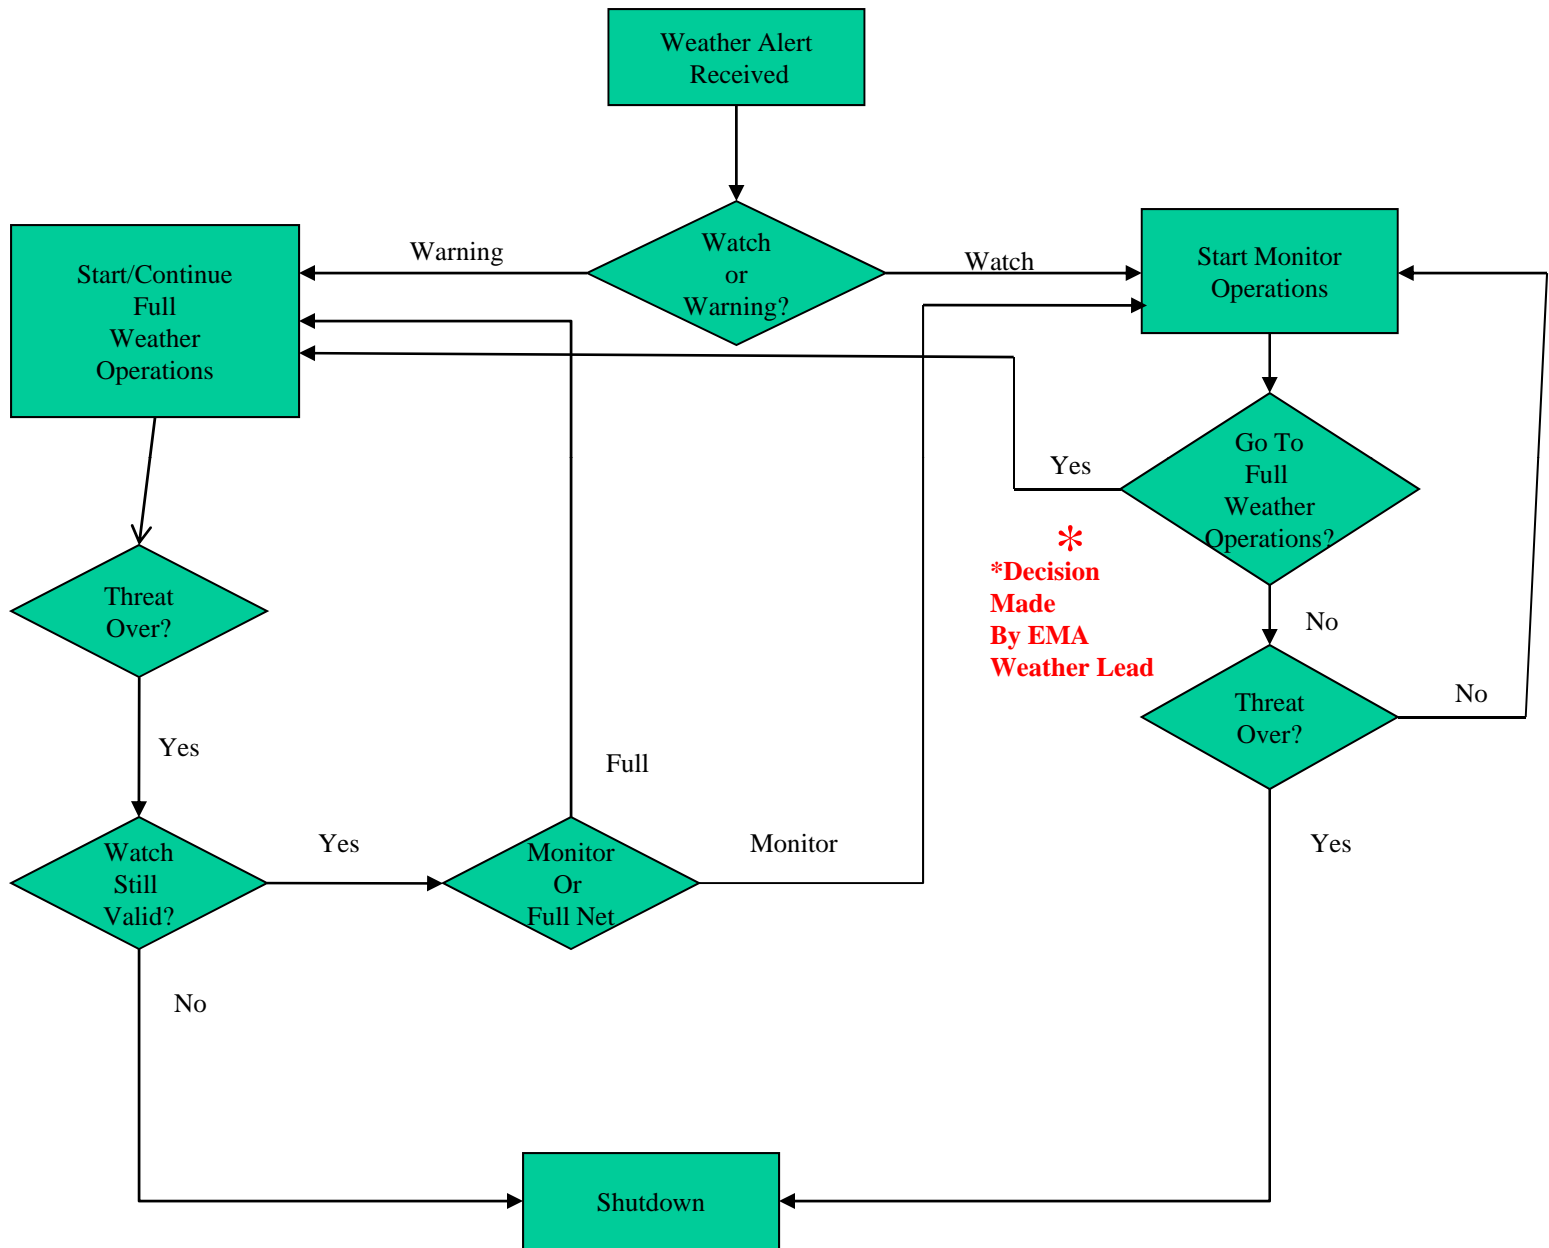 Weather Alert
Received
Watch
or
Warning?
Warning
Watch
Start/Continue
Full
Weather
Operations
Start Monitor
Operations
Go To
Full
Weather
Operations?
Yes
*
*Decision
Made
By EMA
Weather Lead
No
Threat
Over?
Threat
Over?
No
Yes
Full
Watch
Still
Valid?
Yes
Monitor
Or
Full Net
Monitor
Yes
No
Shutdown